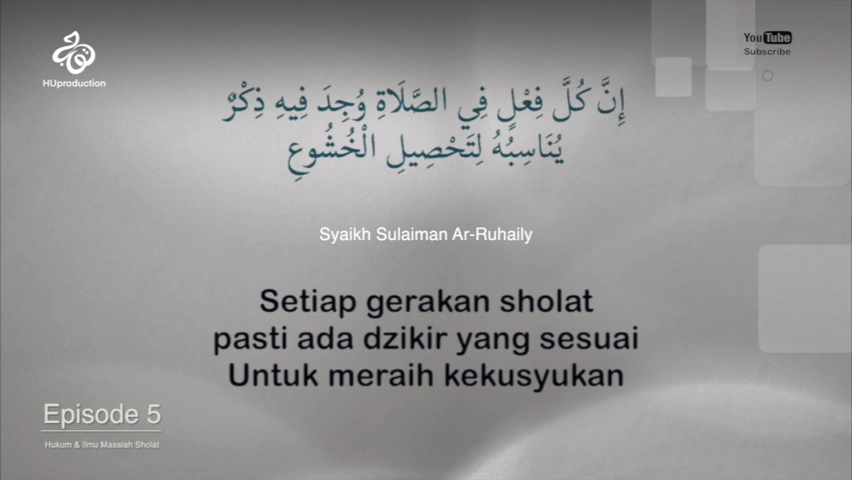 HUproduction
YouTube
Subscribe
إِنَّ كُلَّ فِعْلٍ فِي الصَّلَاةِ وُجِدَ فِيهِ ذِكْرٌ
يُنَاسِبُهُ لِتَحْصِيلِ الْخُشُوعِ
Syaikh Sulaiman Ar-Ruhaily
Setiap gerakan sholat
pasti ada dzikir yang sesuai
Untuk meraih kekusyukan
Episode 5
Hukum & Ilmu Masalah Sholat